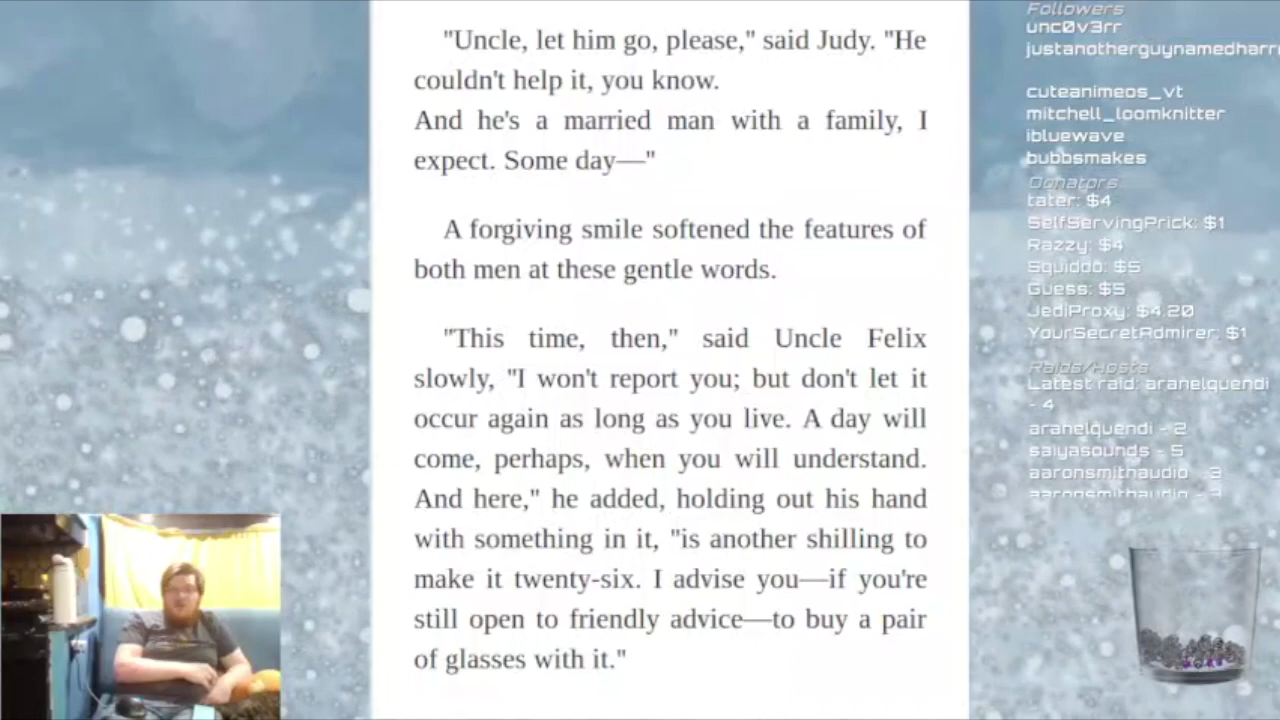 "Uncle, let him go, please," said Judy. "He
couldn't help it, you know.
And he's a married man with a family, I
expect. Some day—"
A forgiving smile softened the features of
both men at these gentle words.
"This time, then," said Uncle Felix
slowly, "I won't report you; but don't let it
occur again as long as you live. A day will
come, perhaps, when you will understand.
And here," he added, holding out his hand
with something in it, "is another shilling to
make it twenty-six. I advise you—if you're
still open to friendly advice—to buy a pair
of glasses with it."
Followers
unc0v3rr
justanotherguynamedharr
cuteanimeos_vt
mitchell_loomknitter
ibluewave
bubbsmakes
Donators
tater: $4
SelfServingPrick: $1
Razzy: $4
Squiddo: $5
Guess: $5
JediProxy: $4.20
YourSecretAdmirer: $1
Raids/Hosts
Latest raid: arahelquendi
- 4
arahelquendi - 2
saiyasounds - 5
aaronsmithaudio - 3